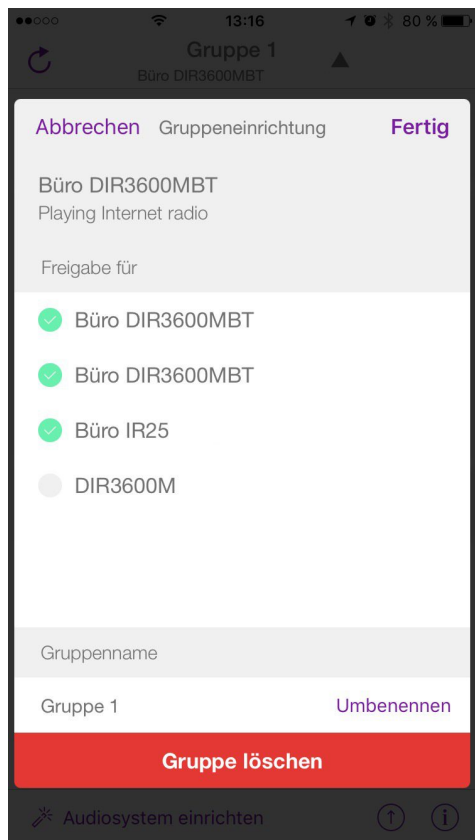 13:16
80 %
Gruppe 1
Büro DIR3600MBT
Abbrechen Gruppeneinrichtung Fertig
Büro DIR3600MBT
Playing Internet radio
Freigabe für
Büro DIR3600MBT
Büro DIR3600MBT
Büro IR25
DIR3600M
Gruppenname
Gruppe 1 Umbenennen
Gruppe löschen
Audiosystem einrichten